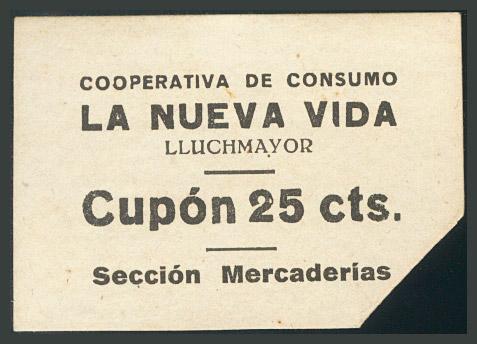 COOPERATIVA DE CONSUMO
LA NUEVA VIDA
LLUCHMAYOR
Cupón 25 cts.
Sección Mercaderías